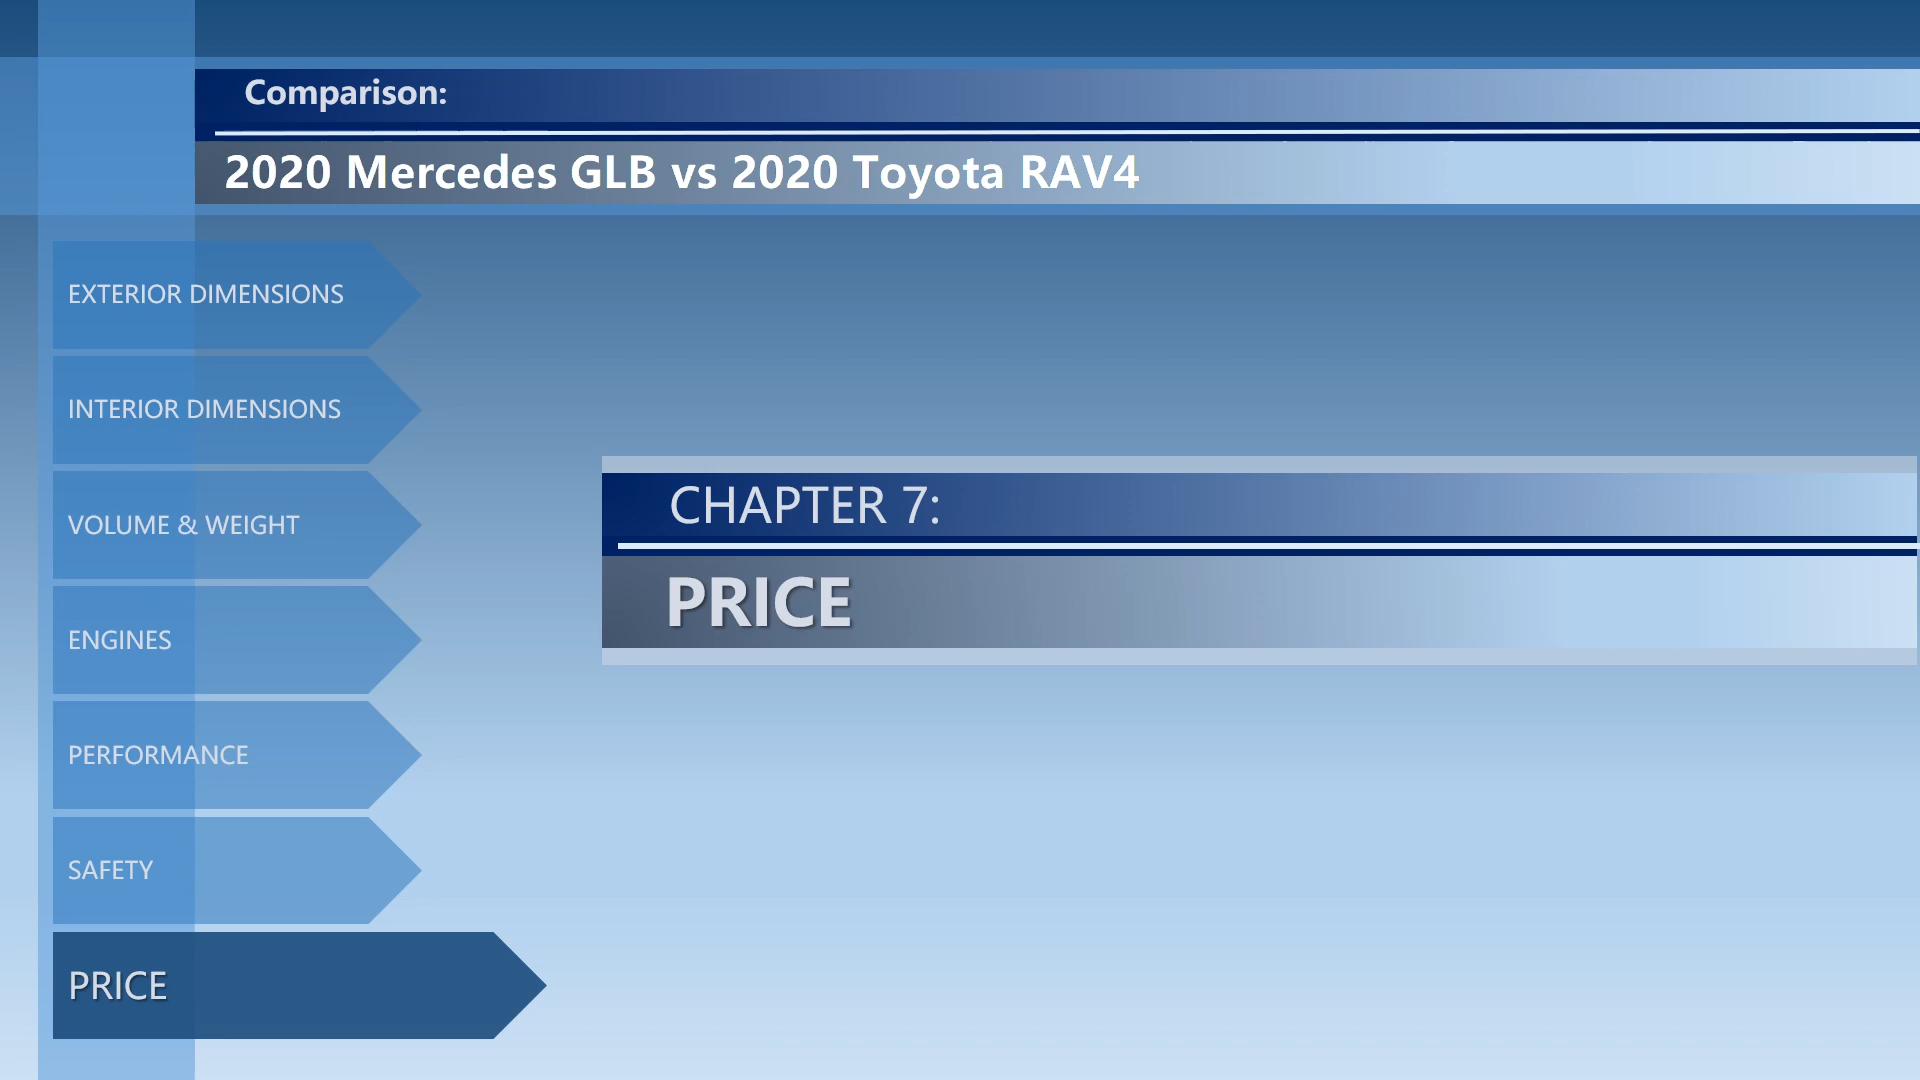 Comparison:
2020 Mercedes GLB vs 2020 Toyota RAV4
EXTERIOR DIMENSIONS
INTERIOR DIMENSIONS
VOLUME & WEIGHT
ENGINES
PERFORMANCE
SAFETY
PRICE
CHAPTER 7:
PRICE